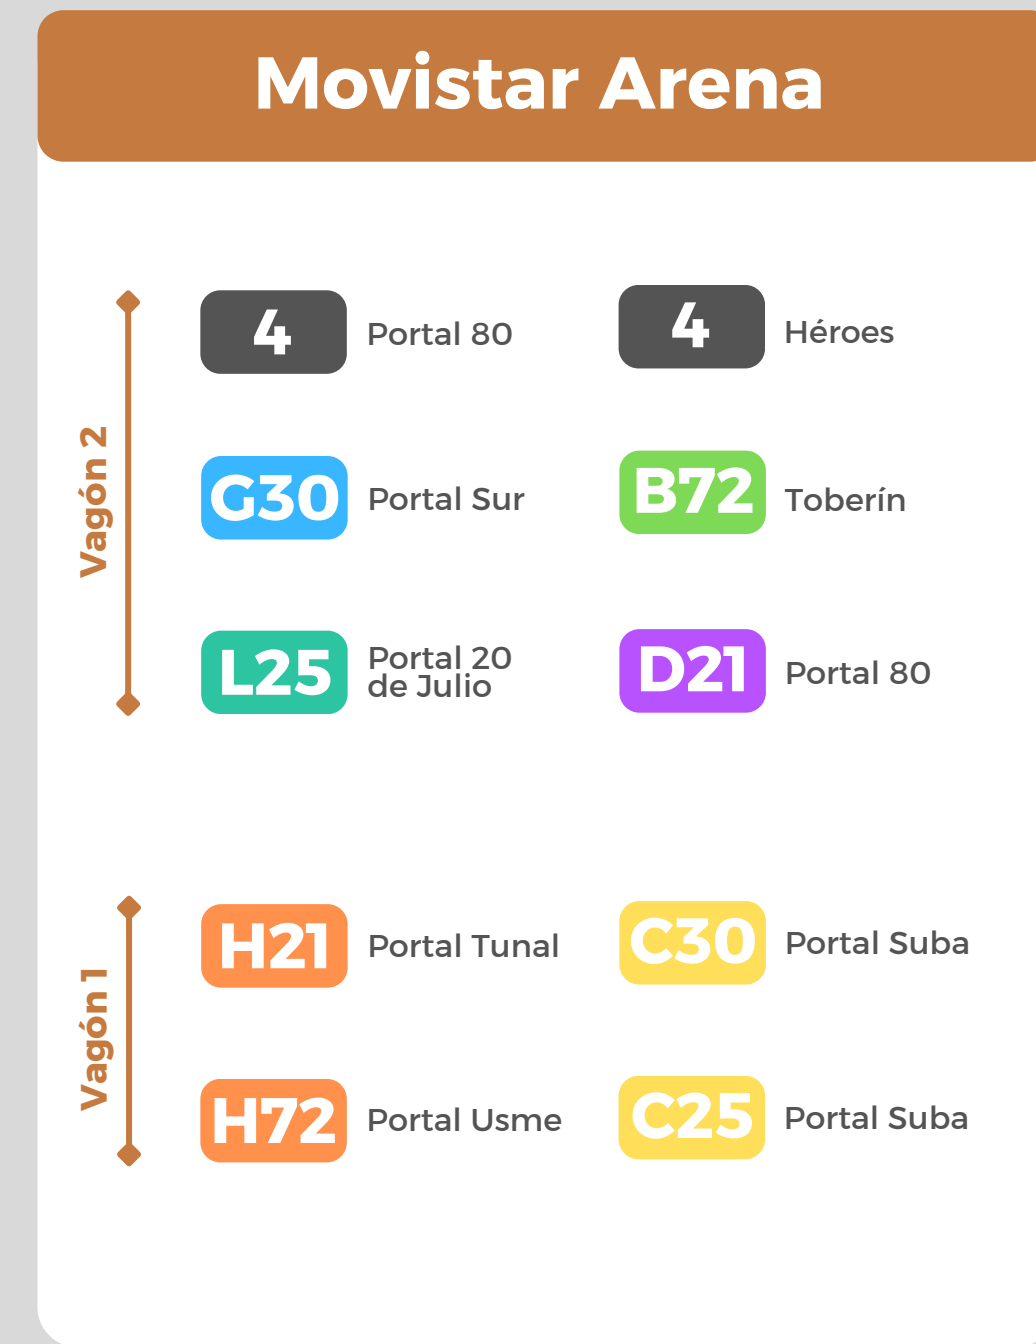 Movistar Arena
Vagón 2
4 Portal 80
4 Héroes
G30 Portal Sur
B72 Toberín
L25 Portal 20
de Julio
D21 Portal 80
Vagón 1
H21 Portal Tunal
C30 Portal Suba
H72 Portal Usme
C25 Portal Suba